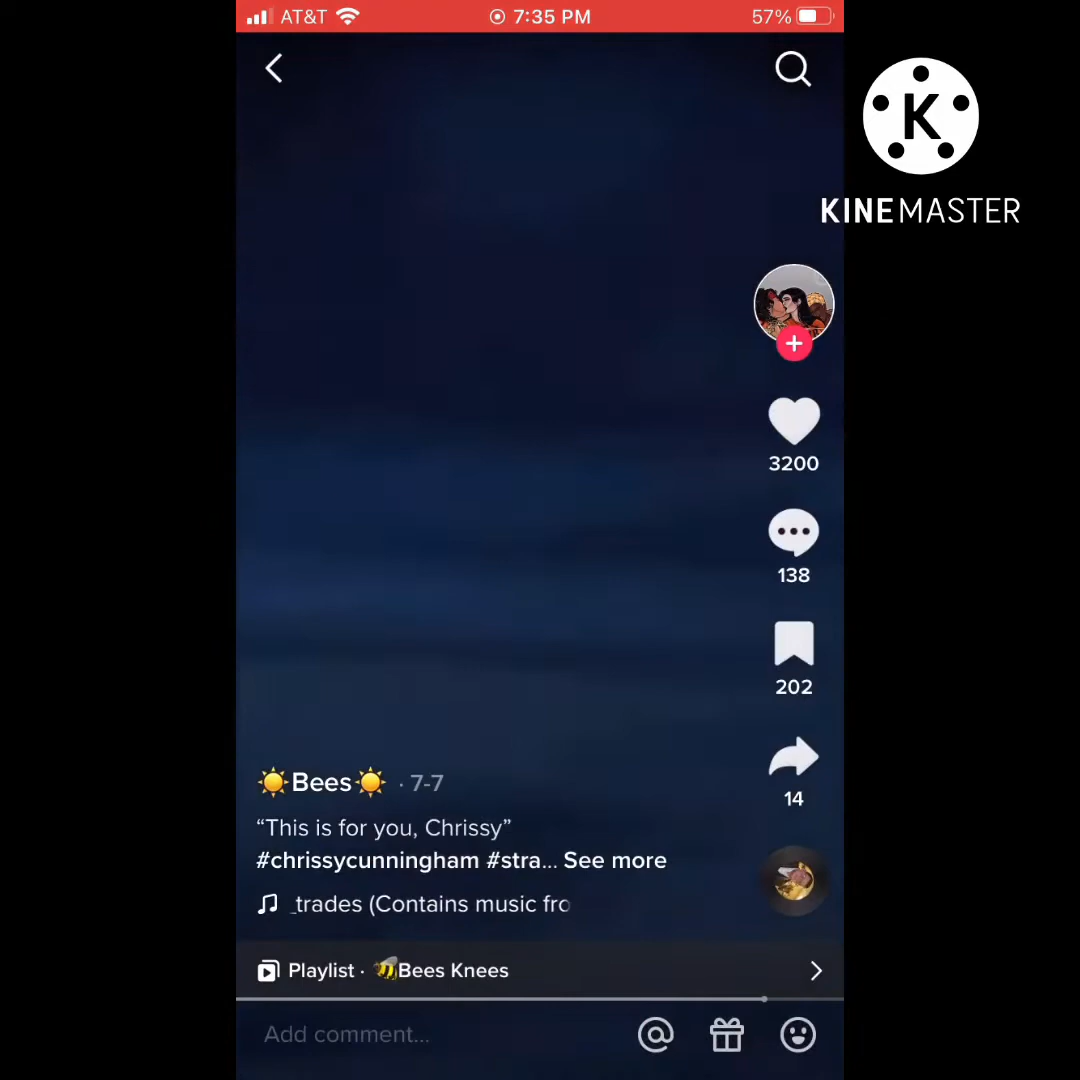 AT&T 7:35 PM 57%
K
KINEMASTER
3200
138
202
14
☀️Bees☀️ · 7-7
“This is for you, Chrissy”
#chrissycunningham #stra... See more
_trades (Contains music fro
Playlist · 🐝Bees Knees
Add comment...